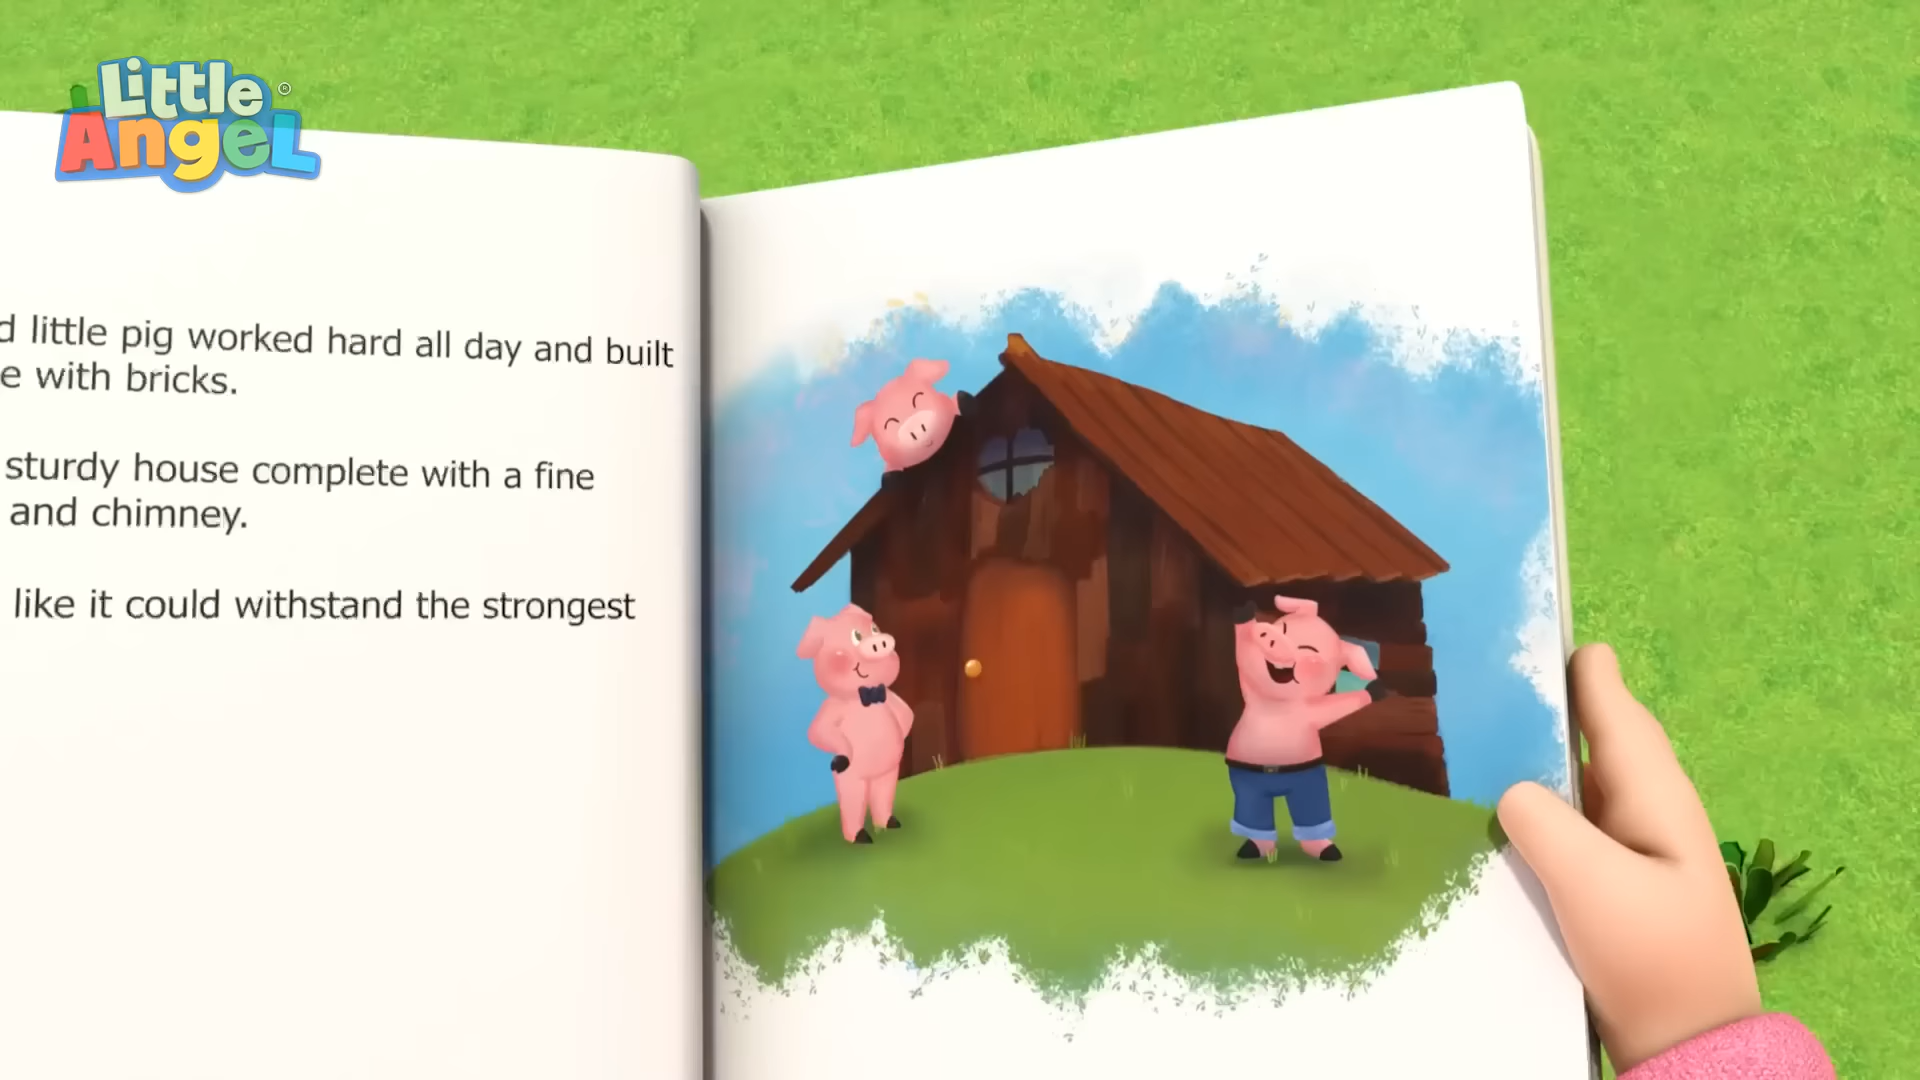 Little
Angel ®
little pig worked hard all day and built
with bricks.
sturdy house complete with a fine
and chimney.
like it could withstand the strongest